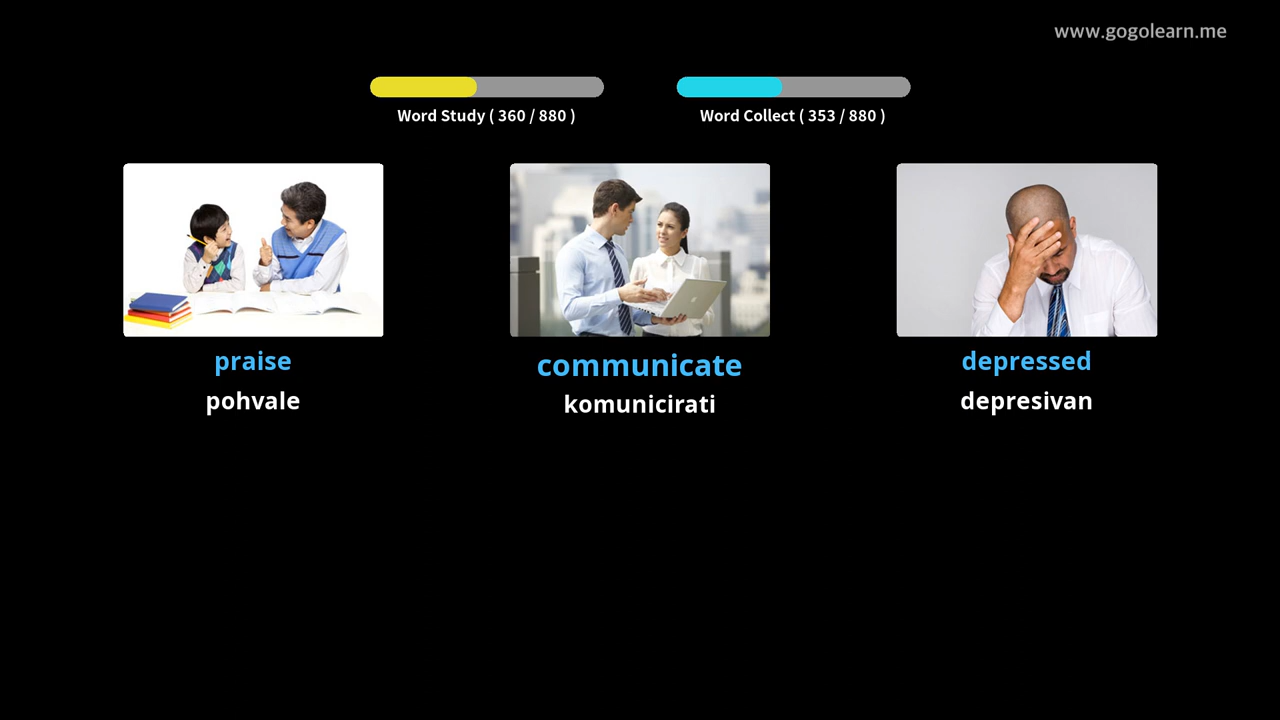 www.gogolearn.me
Word Study ( 360 / 880 )
Word Collect ( 353 / 880 )
praise
pohvale
communicate
komunicirati
depressed
depresivan